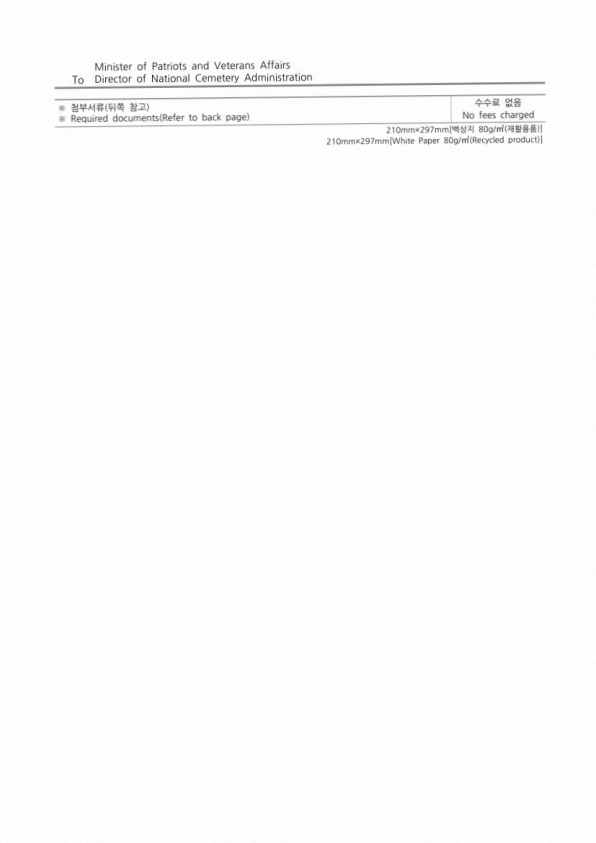 Minister of Patriots and Veterans Affairs
To Director of National Cemetery Administration
※ 첨부서류(뒤쪽 참고)
※ Required documents(Refer to back page)
수수료 없음
No fees charged
210mm×297mm[백상지 80g/㎡(재활용품)]
210mm×297mm[White Paper 80g/㎡(Recycled product)]